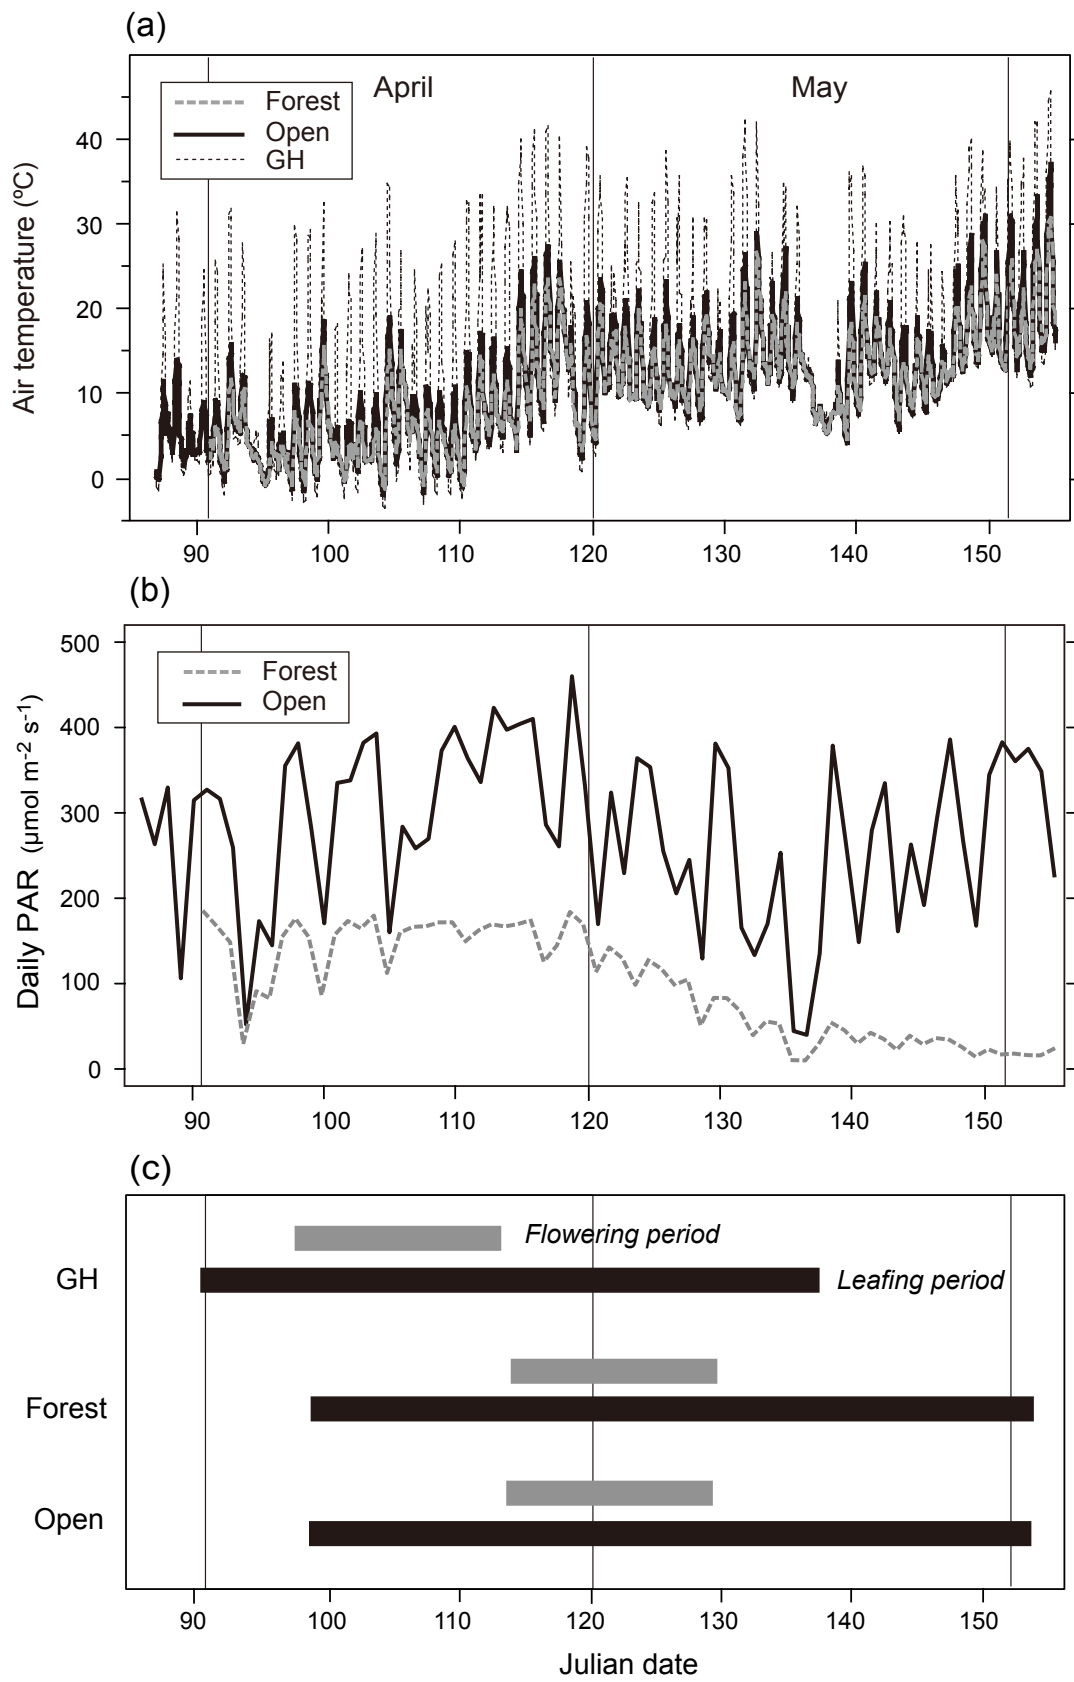 (a)
April
May
Forest
Open
GH
Air temperature (ºC)
40
30
20
10
0
90
100
110
120
130
140
150
(b)
Forest
Open
Daily PAR (µmol m⁻² s⁻¹)
500
400
300
200
100
0
90
100
110
120
130
140
150
(c)
Flowering period
GH
Leafing period
Forest
Open
90
100
110
120
130
140
150
Julian date